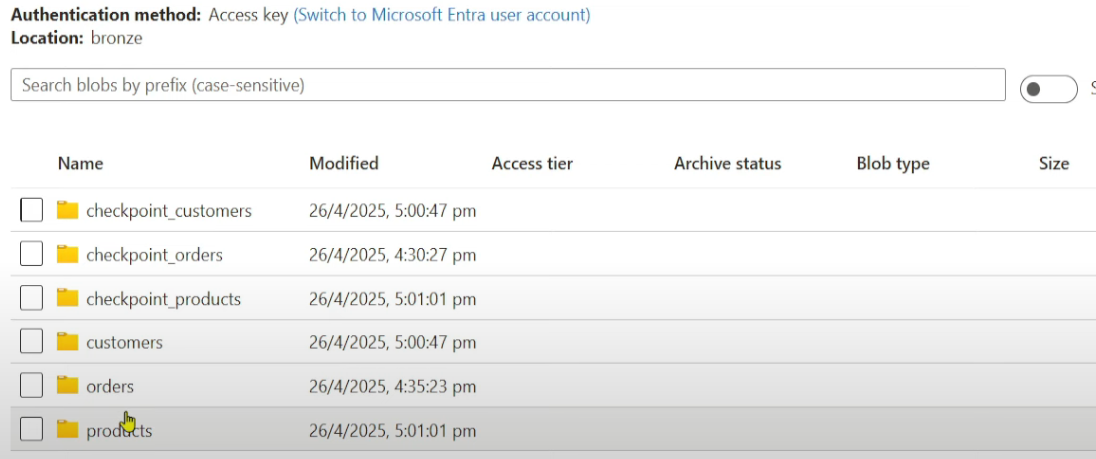 Authentication method: Access key (Switch to Microsoft Entra user account)
Location: bronze
Search blobs by prefix (case-sensitive)
Name Modified Access tier Archive status Blob type Size
checkpoint_customers 26/4/2025, 5:00:47 pm
checkpoint_orders 26/4/2025, 4:30:27 pm
checkpoint_products 26/4/2025, 5:01:01 pm
customers 26/4/2025, 5:00:47 pm
orders 26/4/2025, 4:35:23 pm
products 26/4/2025, 5:01:01 pm